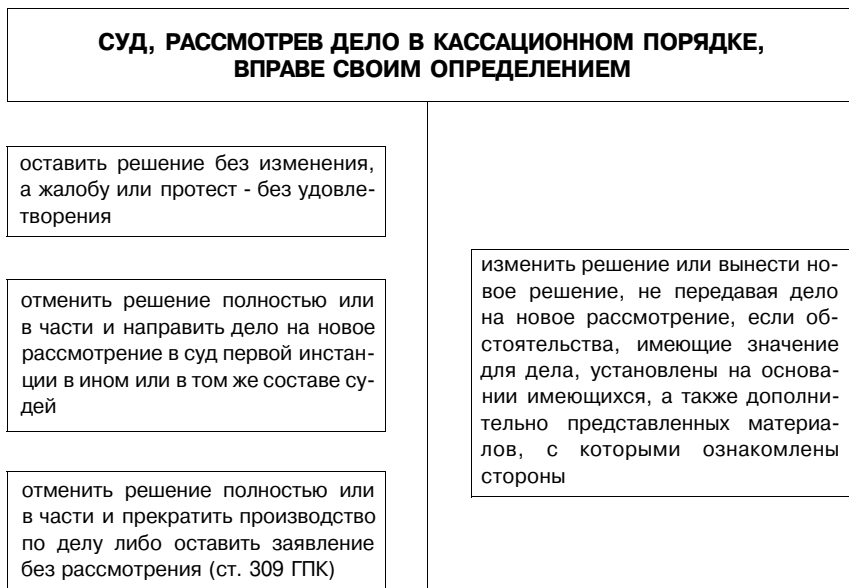 СУД, РАССМОТРЕВ ДЕЛО В КАССАЦИОННОМ ПОРЯДКЕ,
ВПРАВЕ СВОИМ ОПРЕДЕЛЕНИЕМ
оставить решение без изменения,
а жалобу или протест - без удовле-
творения
отменить решение полностью или
в части и направить дело на новое
рассмотрение в суд первой инстан-
ции в ином или в том же составе су-
дей
отменить решение полностью или
в части и прекратить производство
по делу либо оставить заявление
без рассмотрения (ст. 309 ГПК)
изменить решение или вынести но-
вое решение, не передавая дело
на новое рассмотрение, если об-
стоятельства, имеющие значение
для дела, установлены на основа-
нии имеющихся, а также дополни-
тельно представленных материа-
лов, с которыми ознакомлены
стороны